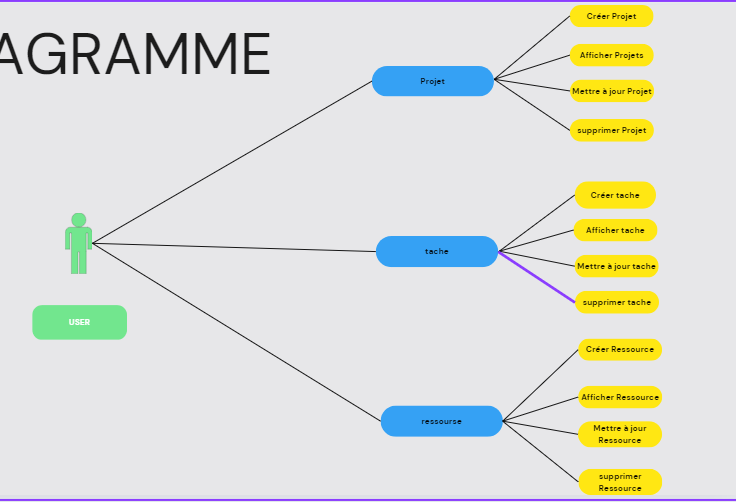 AGRAMME
Créer Projet
Afficher Projets
Projet
Mettre à jour Projet
supprimer Projet
Créer tache
Afficher tache
tache
Mettre à jour tache
supprimer tache
USER
Créer Ressource
Afficher Ressource
ressourse
Mettre à jour
Ressource
supprimer
Ressource